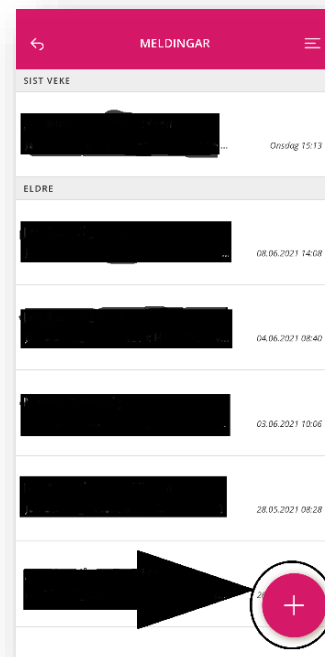 MELDINGAR
SIST VEKE
... Onsdag 15:13
ELDRE
... 08.06.2021 14:08
04.06.2021 08:40
03.06.2021 10:06
28.05.2021 08:28